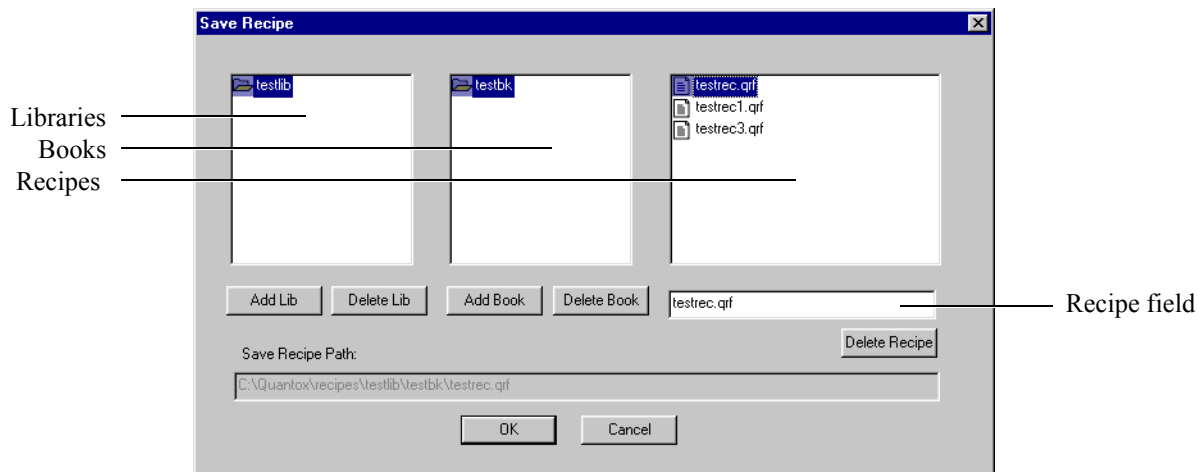 Save Recipe
testlib
testbk
testrec.qrf
testrec1.qrf
testrec3.qrf
Libraries
Books
Recipes
Add Lib
Delete Lib
Add Book
Delete Book
testrec.qrf
Recipe field
Delete Recipe
Save Recipe Path:
C:\Quantox\recipes\testlib\testbk\testrec.qrf
OK
Cancel